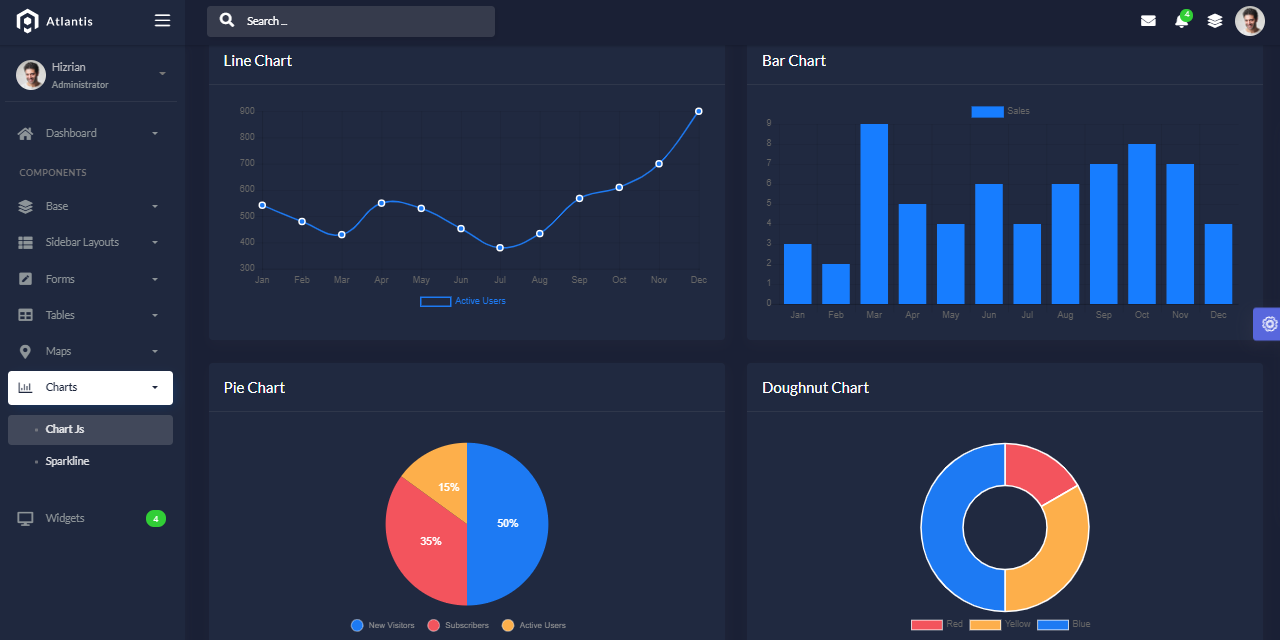 Atlantis
Search ...
4
Hizrian
Administrator
Dashboard
COMPONENTS
Base
Sidebar Layouts
Forms
Tables
Maps
Charts
Chart Js
Sparkline
Widgets 4
Line Chart
900
800
700
600
500
400
300
Jan Feb Mar Apr May Jun Jul Aug Sep Oct Nov Dec
Active Users
Bar Chart
Sales
9
8
7
6
5
4
3
2
1
0
Jan Feb Mar Apr May Jun Jul Aug Sep Oct Nov Dec
Pie Chart
15%
50%
35%
New Visitors Subscribers Active Users
Doughnut Chart
Red Yellow Blue